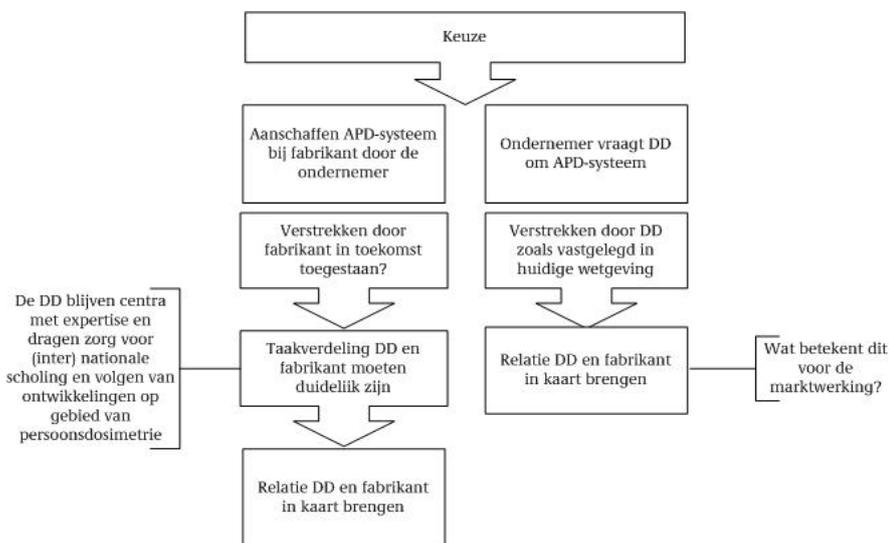 Keuze
Aanschaffen APD-systeem
bij fabrikant door de
ondernemer
Ondernemer vraagt DD
om APD-systeem
Verstrekken door
fabrikant in toekomst
toegestaan?
Verstrekken door DD
zoals vastgelegd in
huidige wetgeving
De DD blijven centra
met expertise en
dragen zorg voor
(inter) nationale
scholing en volgen van
ontwikkelingen op
gebied van
persoonsdosimetrie
Taakverdeling DD en
fabrikant moeten
duideliik zijn
Relatie DD en fabrikant
in kaart brengen
Wat betekent dit
voor de
marktwerking?
Relatie DD en fabrikant
in kaart brengen